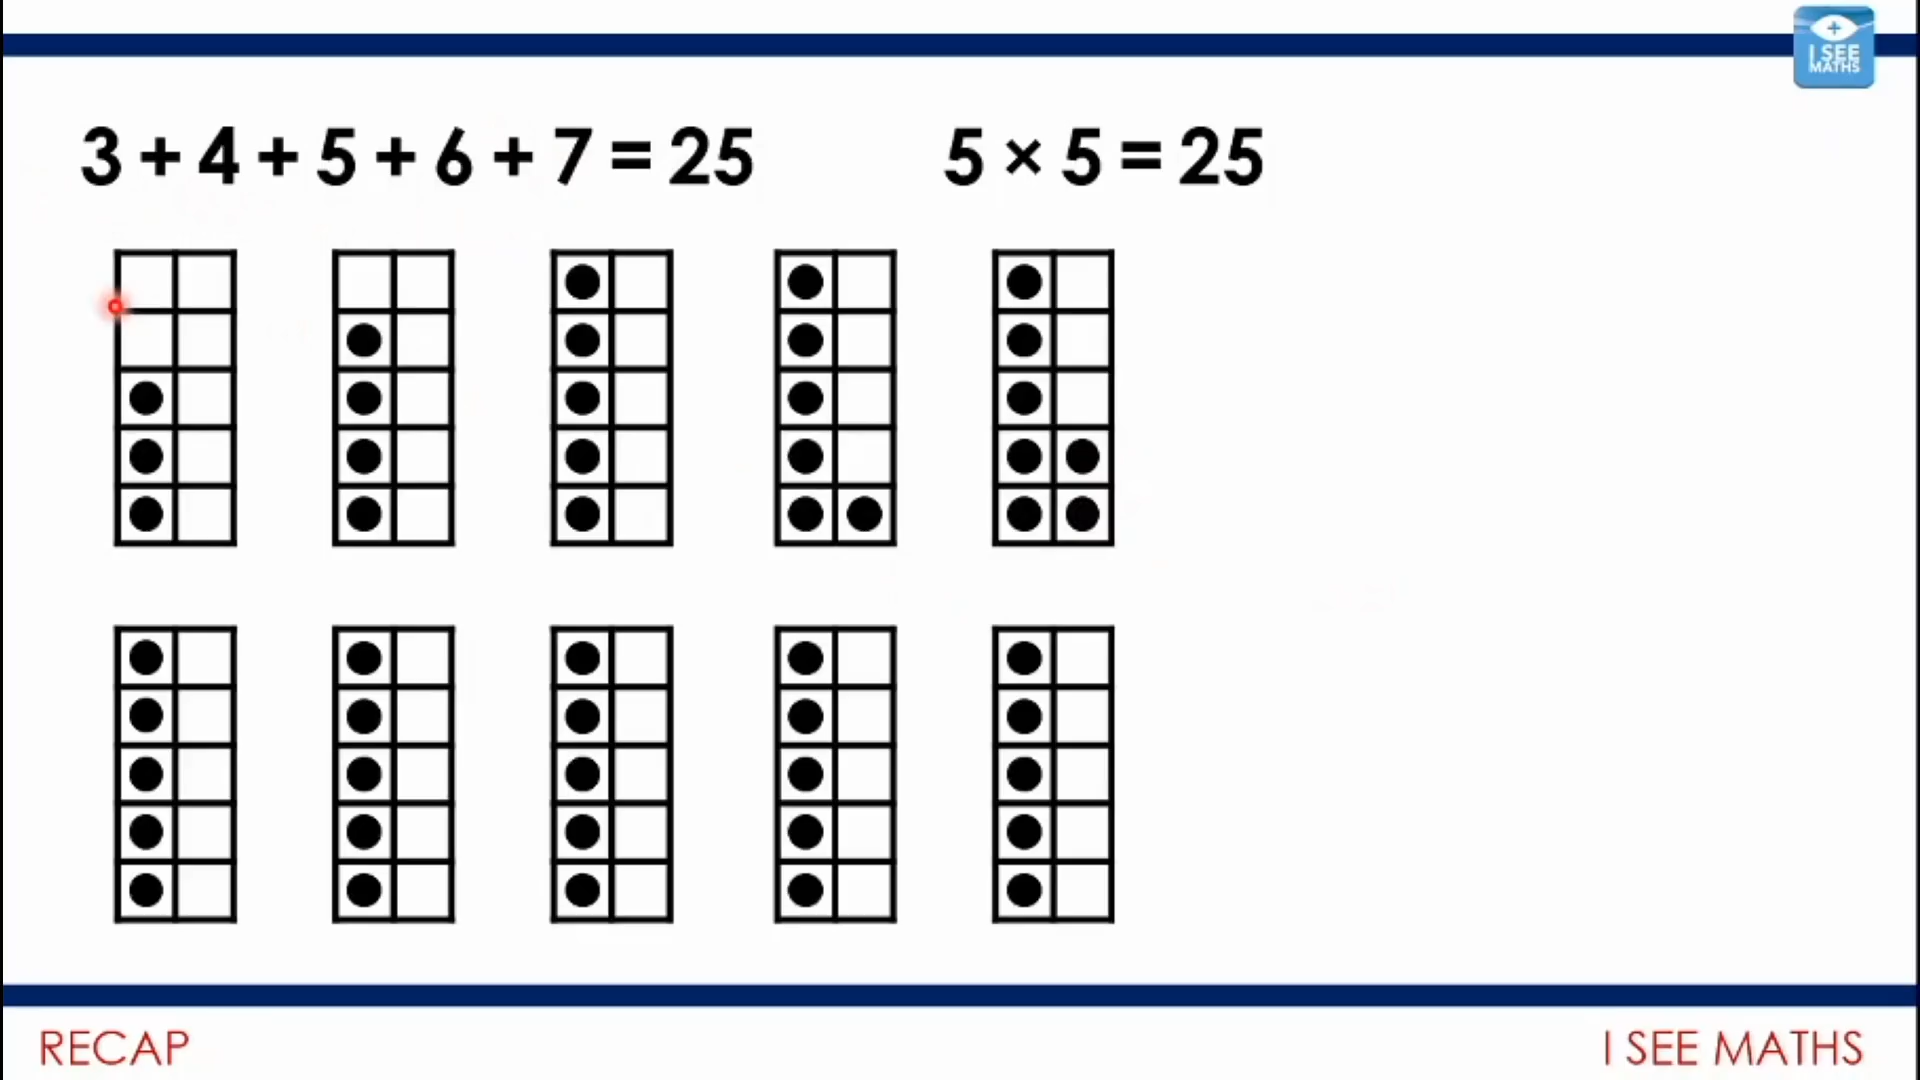 I SEE
MATHS
3 + 4 + 5 + 6 + 7 = 25
5 × 5 = 25
RECAP
I SEE MATHS